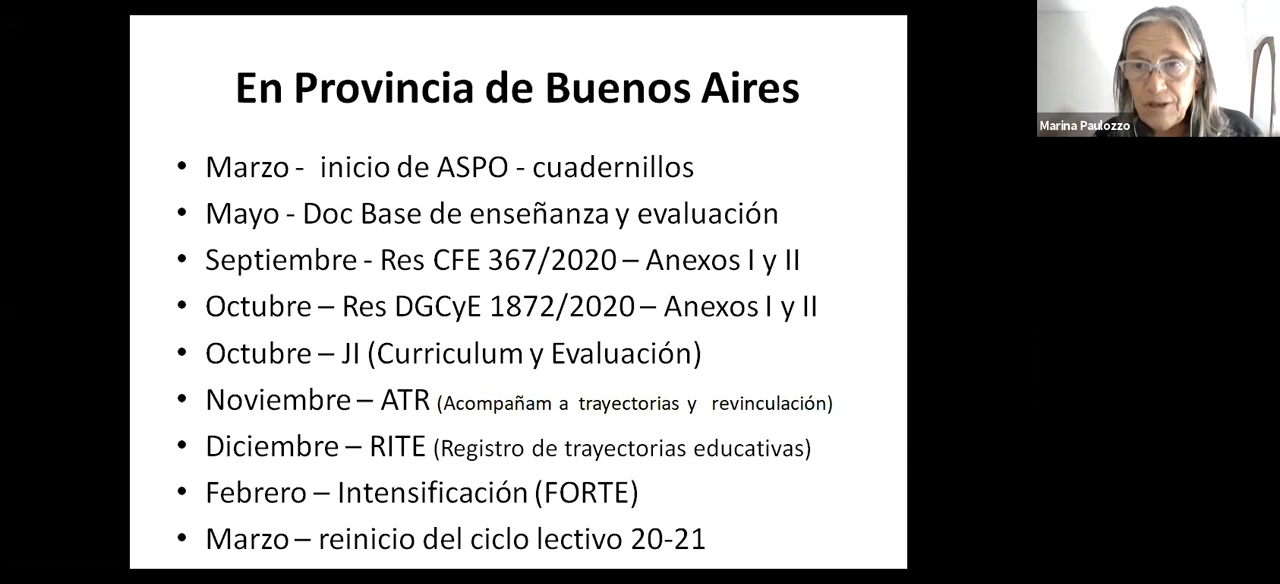 En Provincia de Buenos Aires
• Marzo - inicio de ASPO - cuadernillos
• Mayo - Doc Base de enseñanza y evaluación
• Septiembre - Res CFE 367/2020 – Anexos I y II
• Octubre – Res DGCyE 1872/2020 – Anexos I y II
• Octubre – JI (Curriculum y Evaluación)
• Noviembre – ATR (Acompañam a trayectorias y revinculación)
• Diciembre – RITE (Registro de trayectorias educativas)
• Febrero – Intensificación (FORTE)
• Marzo – reinicio del ciclo lectivo 20-21
Marina Paulozzo